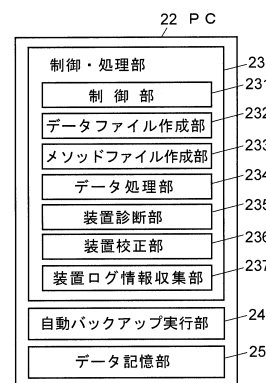 22 PC
制御・処理部 23
制御部 231
データファイル作成部 232
メソッドファイル作成部 233
データ処理部 234
装置診断部 235
装置校正部 236
装置ログ情報収集部 237
自動バックアップ実行部 24
データ記憶部 25